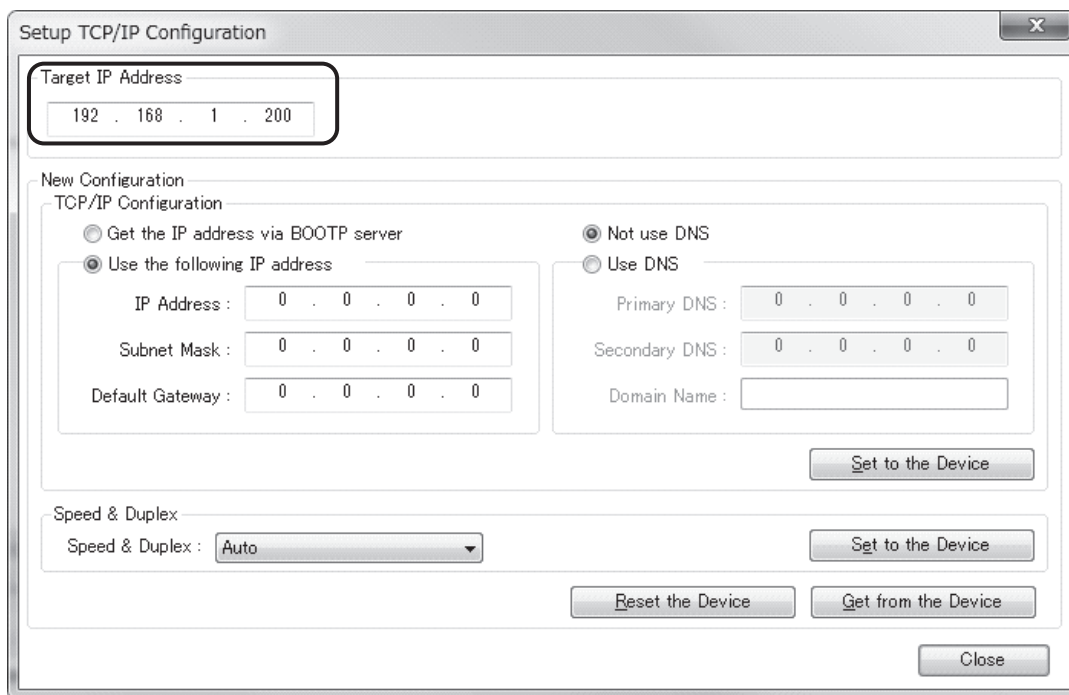 Setup TCP/IP Configuration
X
Target IP Address
192 . 168 . 1 . 200
New Configuration
TCP/IP Configuration
Get the IP address via BOOTP server
Use the following IP address
IP Address : 0 . 0 . 0 . 0
Subnet Mask : 0 . 0 . 0 . 0
Default Gateway : 0 . 0 . 0 . 0
Not use DNS
Use DNS
Primary DNS : 0 . 0 . 0 . 0
Secondary DNS : 0 . 0 . 0 . 0
Domain Name :
Set to the Device
Speed & Duplex
Speed & Duplex : Auto
Set to the Device
Reset the Device
Get from the Device
Close